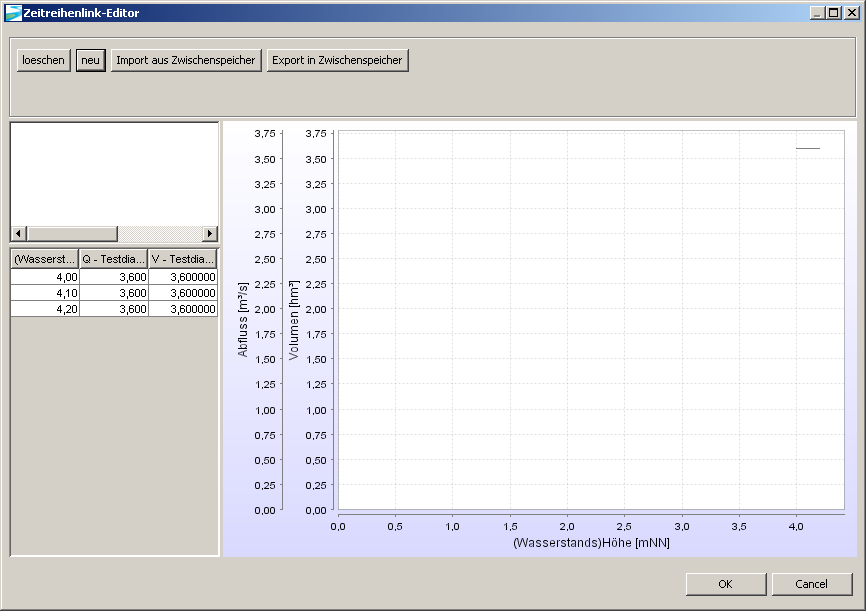 Zeitreihenlink-Editor
loeschen neu Import aus Zwischenspeicher Export in Zwischenspeicher
(Wasserst... Q - Testdia... V - Testdia...
4,00 3,600 3,600000
4,10 3,600 3,600000
4,20 3,600 3,600000
Abfluss [m³/s]
3,75
3,50
3,25
3,00
2,75
2,50
2,25
2,00
1,75
1,50
1,25
1,00
0,75
0,50
0,25
0,00
Volumen [hm³]
3,75
3,50
3,25
3,00
2,75
2,50
2,25
2,00
1,75
1,50
1,25
1,00
0,75
0,50
0,25
0,00
0,0 0,5 1,0 1,5 2,0 2,5 3,0 3,5 4,0
(Wasserstands)Höhe [mNN]
OK Cancel